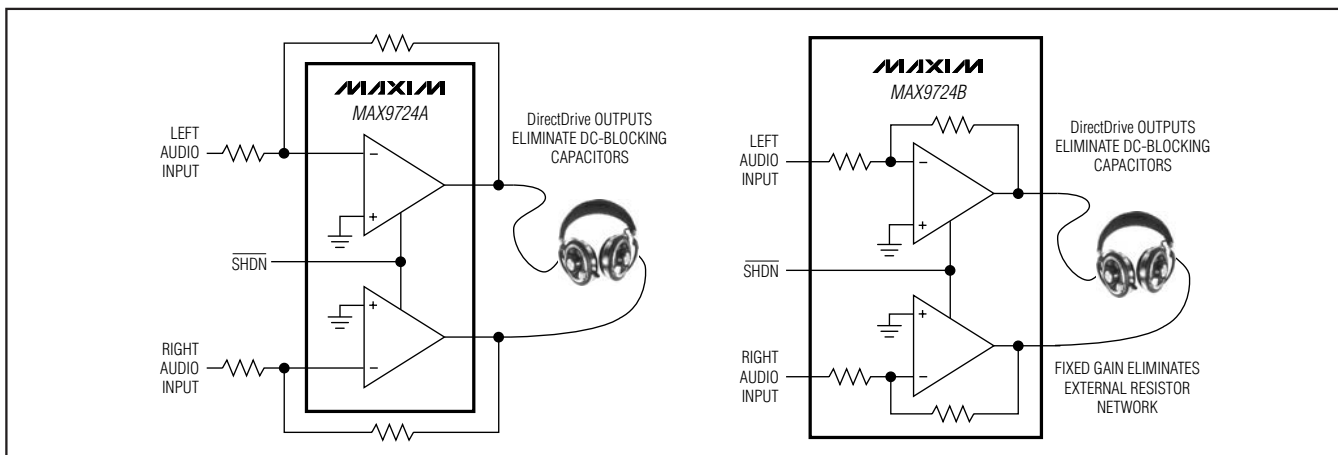 MAXIM
MAX9724A
LEFT
AUDIO
INPUT
DirectDrive OUTPUTS
ELIMINATE DC-BLOCKING
CAPACITORS
−
+
SHDN
+
−
RIGHT
AUDIO
INPUT
MAXIM
MAX9724B
LEFT
AUDIO
INPUT
DirectDrive OUTPUTS
ELIMINATE DC-BLOCKING
CAPACITORS
−
+
SHDN
+
−
RIGHT
AUDIO
INPUT
FIXED GAIN ELIMINATES
EXTERNAL RESISTOR
NETWORK